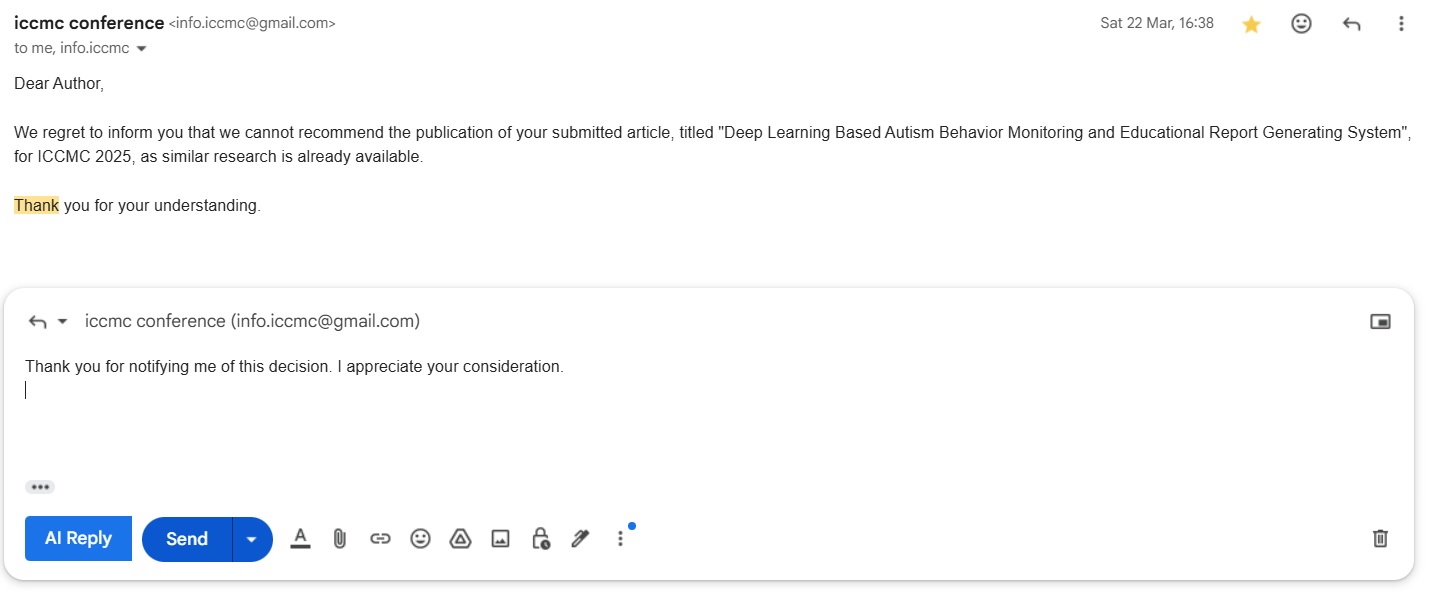 iccmc conference <info.iccmc@gmail.com>
Sat 22 Mar, 16:38
to me, info.iccmc
Dear Author,
We regret to inform you that we cannot recommend the publication of your submitted article, titled "Deep Learning Based Autism Behavior Monitoring and Educational Report Generating System",
for ICCMC 2025, as similar research is already available.
Thank you for your understanding.
iccmc conference (info.iccmc@gmail.com)
Thank you for notifying me of this decision. I appreciate your consideration.
AI Reply
Send